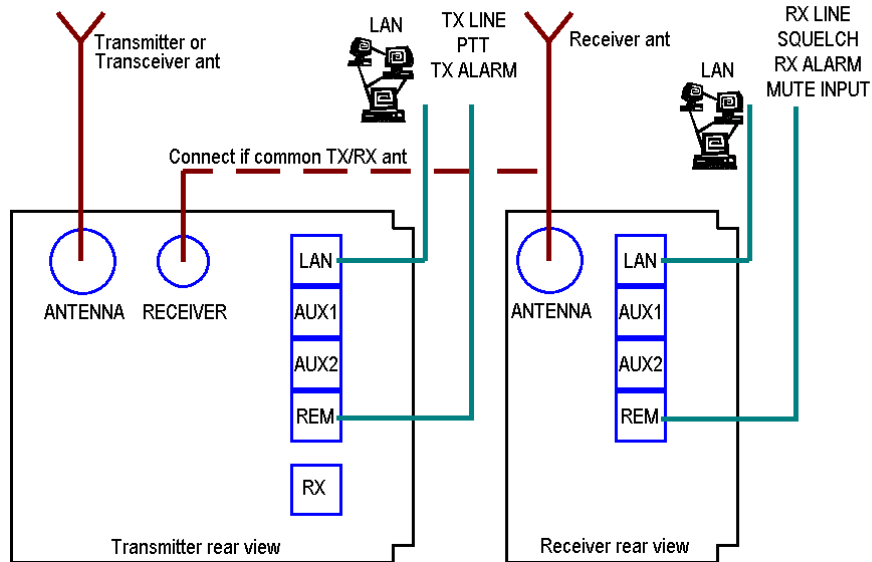 Transmitter or
Transceiver ant
LAN
TX LINE
PTT
TX ALARM
Receiver ant
LAN
RX LINE
SQUELCH
RX ALARM
MUTE INPUT
Connect if common TX/RX ant
ANTENNA
RECEIVER
LAN
AUX1
AUX2
REM
RX
Transmitter rear view
ANTENNA
LAN
AUX1
AUX2
REM
Receiver rear view